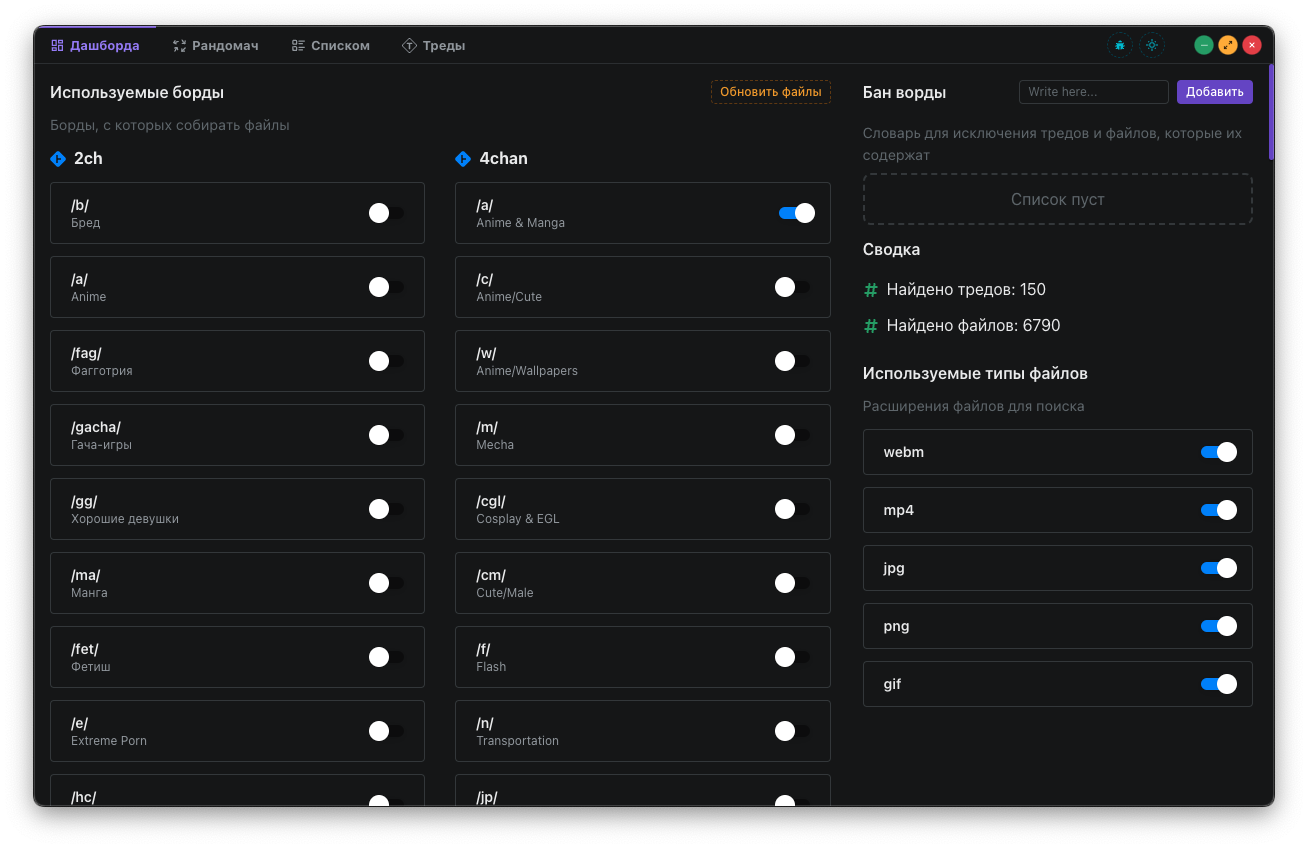 Дашборда
Рандомач
Списком
Треды
Используемые борды
Обновить файлы
Борды, с которых собирать файлы
2ch
/b/
Бред
/a/
Anime
/fag/
Фагготрия
/gacha/
Гача-игры
/gg/
Хорошие девушки
/ma/
Манга
/fet/
Фетиш
/e/
Extreme Porn
/hc/
4chan
/a/
Anime & Manga
/c/
Anime/Cute
/w/
Anime/Wallpapers
/m/
Mecha
/cgl/
Cosplay & EGL
/cm/
Cute/Male
/f/
Flash
/n/
Transportation
/jp/
Бан ворды
Write here...
Добавить
Словарь для исключения тредов и файлов, которые их
содержат
Список пуст
Сводка
# Найдено тредов: 150
# Найдено файлов: 6790
Используемые типы файлов
Расширения файлов для поиска
webm
mp4
jpg
png
gif